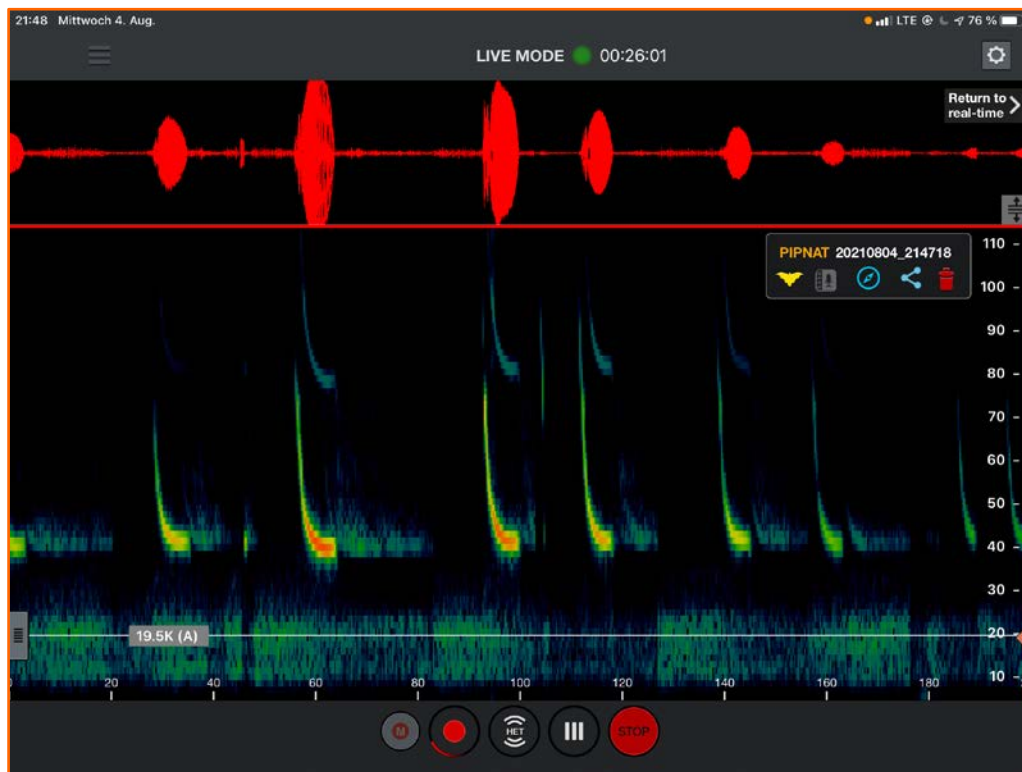 21:48 Mittwoch 4. Aug.
LTE 76 %
LIVE MODE 00:26:01
Return to
real-time
PIPNAT 20210804_214718
110
100
90
80
70
60
50
40
30
20
10
19.5K (A)
20 40 60 80 100 120 140 160 180
M HET STOP